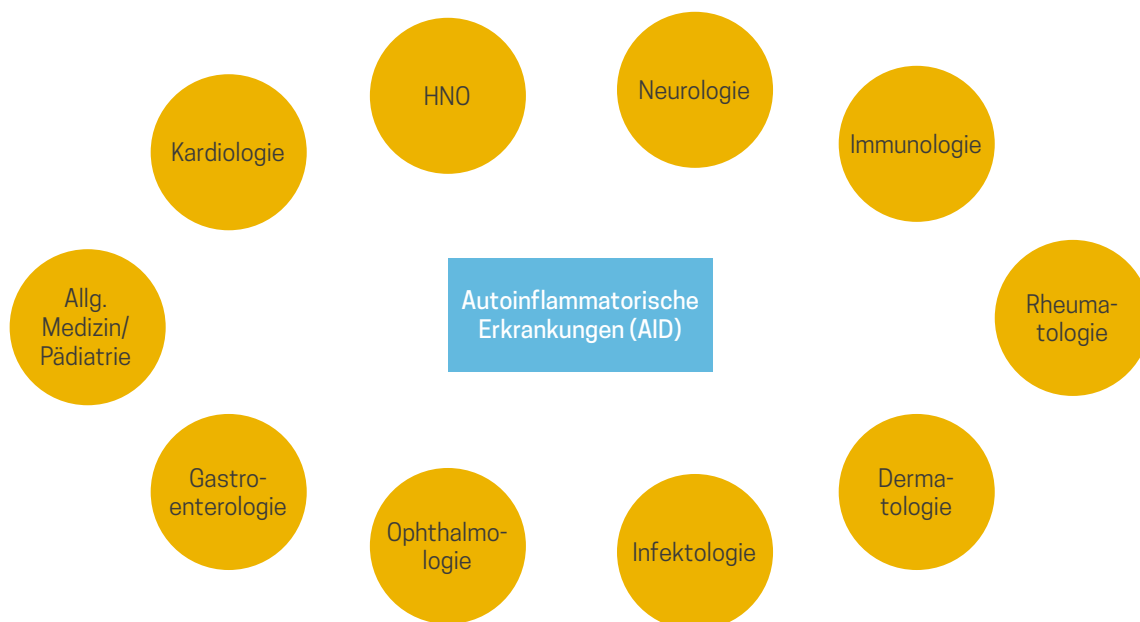 HNO
Neurologie
Kardiologie
Immunologie
Allg.
Medizin/
Pädiatrie
Autoinflammatorische
Erkrankungen (AID)
Rheuma-
tologie
Gastro-
enterologie
Ophthalmo-
logie
Infektologie
Derma-
tologie